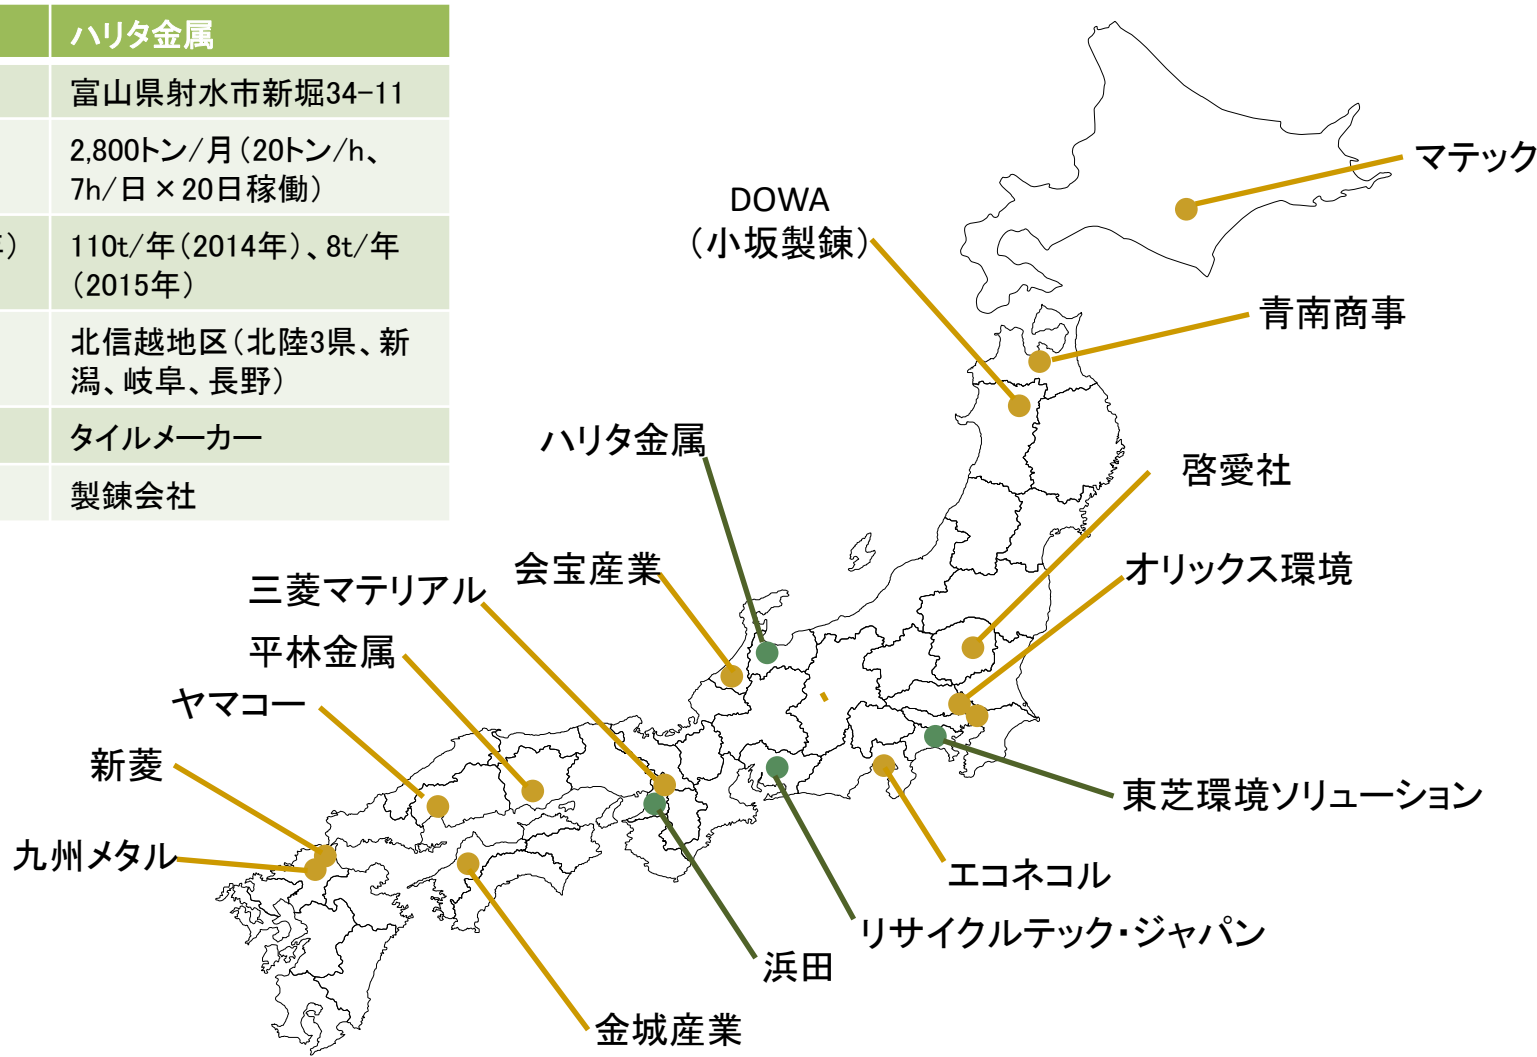 ハリタ金属
富山県射水市新堀34-11
2,800トン/月（20トン/h、
7h/日×20日稼働）
年）
110t/年（2014年）、8t/年
（2015年）
北信越地区（北陸3県、新
潟、岐阜、長野）
タイルメーカー
製錬会社
マテック
DOWA
（小坂製錬）
青南商事
ハリタ金属
啓愛社
会宝産業
オリックス環境
三菱マテリアル
平林金属
ヤマコー
新菱
東芝環境ソリューション
九州メタル
エコネコル
リサイクルテック・ジャパン
浜田
金城産業